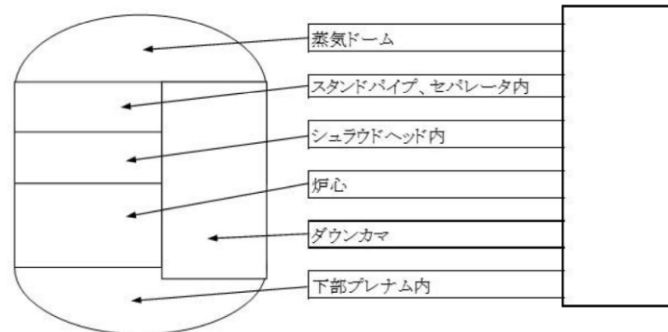 蒸気ドーム
スタンドパイプ、セパレータ内
シュラウドヘッド内
炉心
ダウンカマ
下部プレナム内